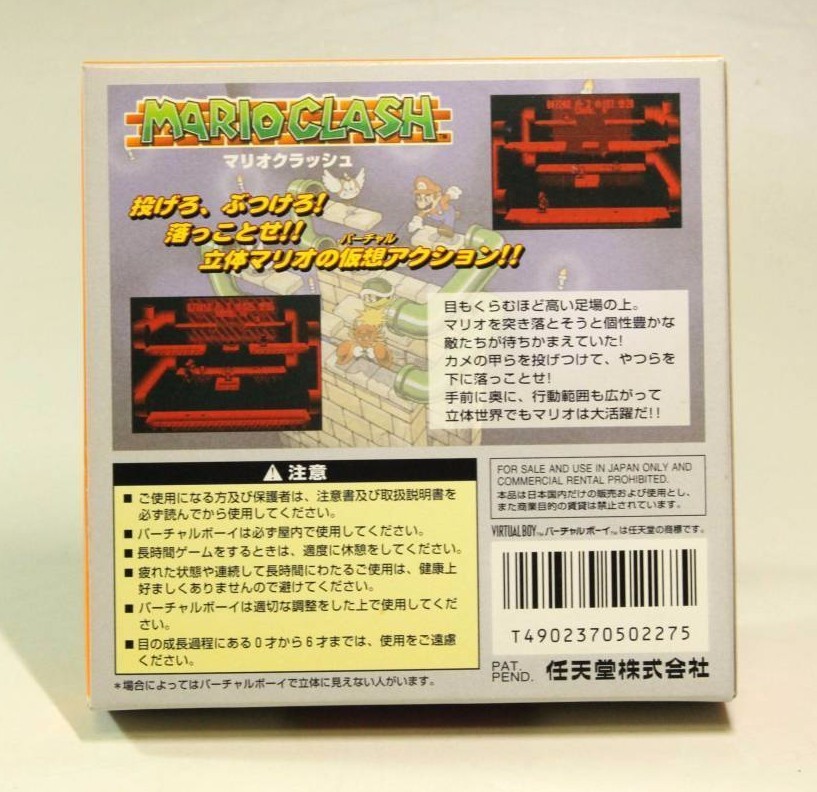 MARIO CLASH
マリオクラッシュ
投げろ、ぶつけろ!
落っことせ!!
バーチャル
立体マリオの仮想アクション!!
目もくらむほど高い足場の上。
マリオを突き落とそうと個性豊かな
敵たちが待ちかまえていた!
カメの甲らを投げつけて、やつらを
下に落っことせ!
手前に奥に、行動範囲も広がって
立体世界でもマリオは大活躍だ!!
注意
■ ご使用になる方及び保護者は、注意書及び取扱説明書を
必ず読んでから使用してください。
■ バーチャルボーイは必ず屋内で使用してください。
■ 長時間ゲームをするときは、適度に休憩をしてください。
■ 疲れた状態や連続して長時間にわたるご使用は、健康上
好ましくありませんので避けてください。
■ バーチャルボーイは適切な調整をした上で使用してくだ
さい。
■ 目の成長過程にある0才から6才までは、使用をご遠慮
ください。
*場合によってはバーチャルボーイで立体に見えない人がいます。
FOR SALE AND USE IN JAPAN ONLY AND
COMMERCIAL RENTAL PROHIBITED.
本品は日本国内だけの販売および使用とし、
また商業目的の賃貸は禁止されています。
VIRTUAL BOY™ バーチャルボーイ™は任天堂の商標です。
T4902370502275
PAT.
PEND.
任天堂株式会社